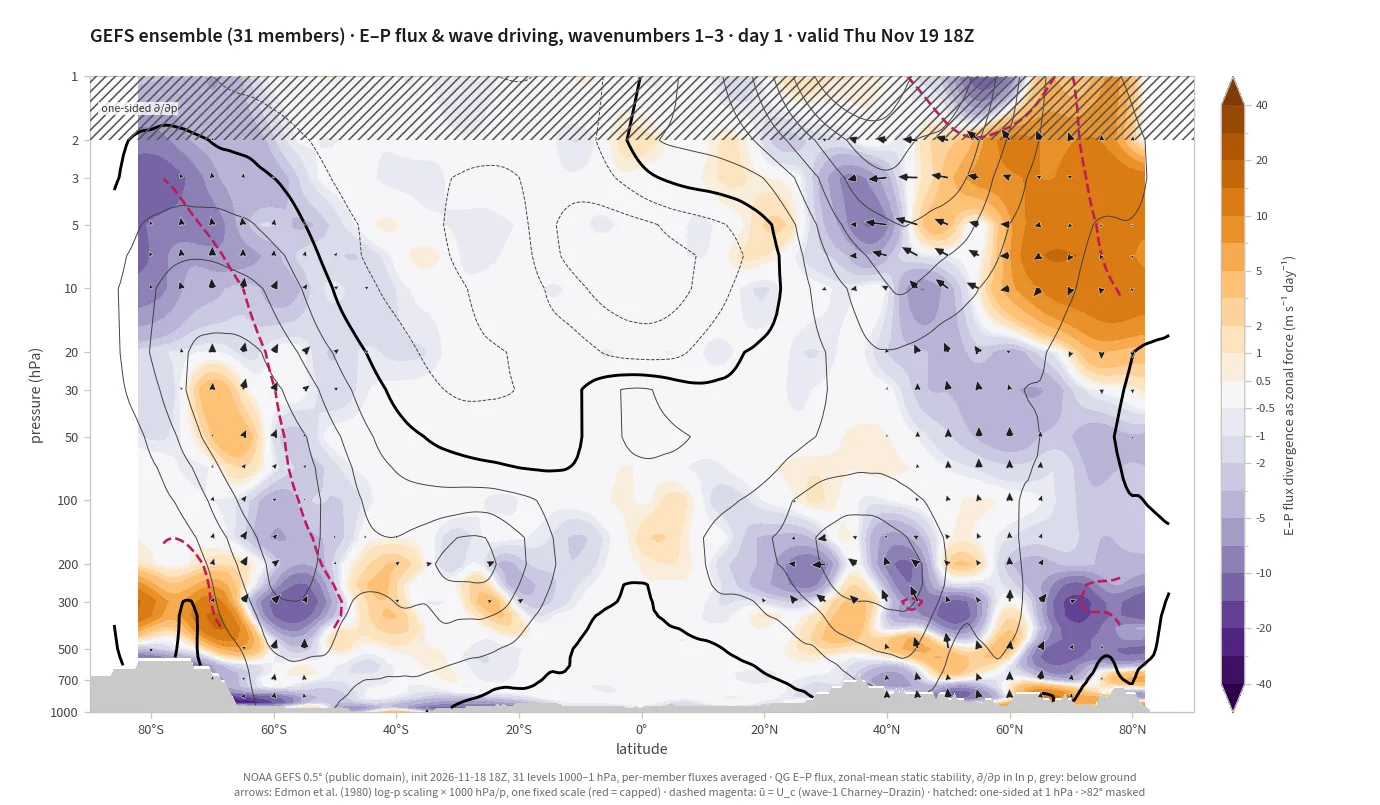 GEFS ensemble (31 members) · E–P flux & wave driving, wavenumbers 1–3 · day 1 · valid Thu Nov 19 18Z
one-sided ∂/∂p
pressure (hPa)
1
2
3
5
10
20
30
50
100
200
300
500
700
1000
80°S
60°S
40°S
20°S
0°
20°N
40°N
60°N
80°N
latitude
40
20
10
5
2
1
0.5
-0.5
-1
-2
-5
-10
-20
-40
E–P flux divergence as zonal force (m s⁻¹ day⁻¹)
NOAA GEFS 0.5° (public domain), init 2026-11-18 18Z, 31 levels 1000–1 hPa, per-member fluxes averaged · QG E–P flux, zonal-mean static stability, ∂/∂p in ln p, grey: below ground
arrows: Edmon et al. (1980) log-p scaling × 1000 hPa/p, one fixed scale (red = capped) · dashed magenta: ū = U_c (wave-1 Charney–Drazin) · hatched: one-sided at 1 hPa · >82° masked